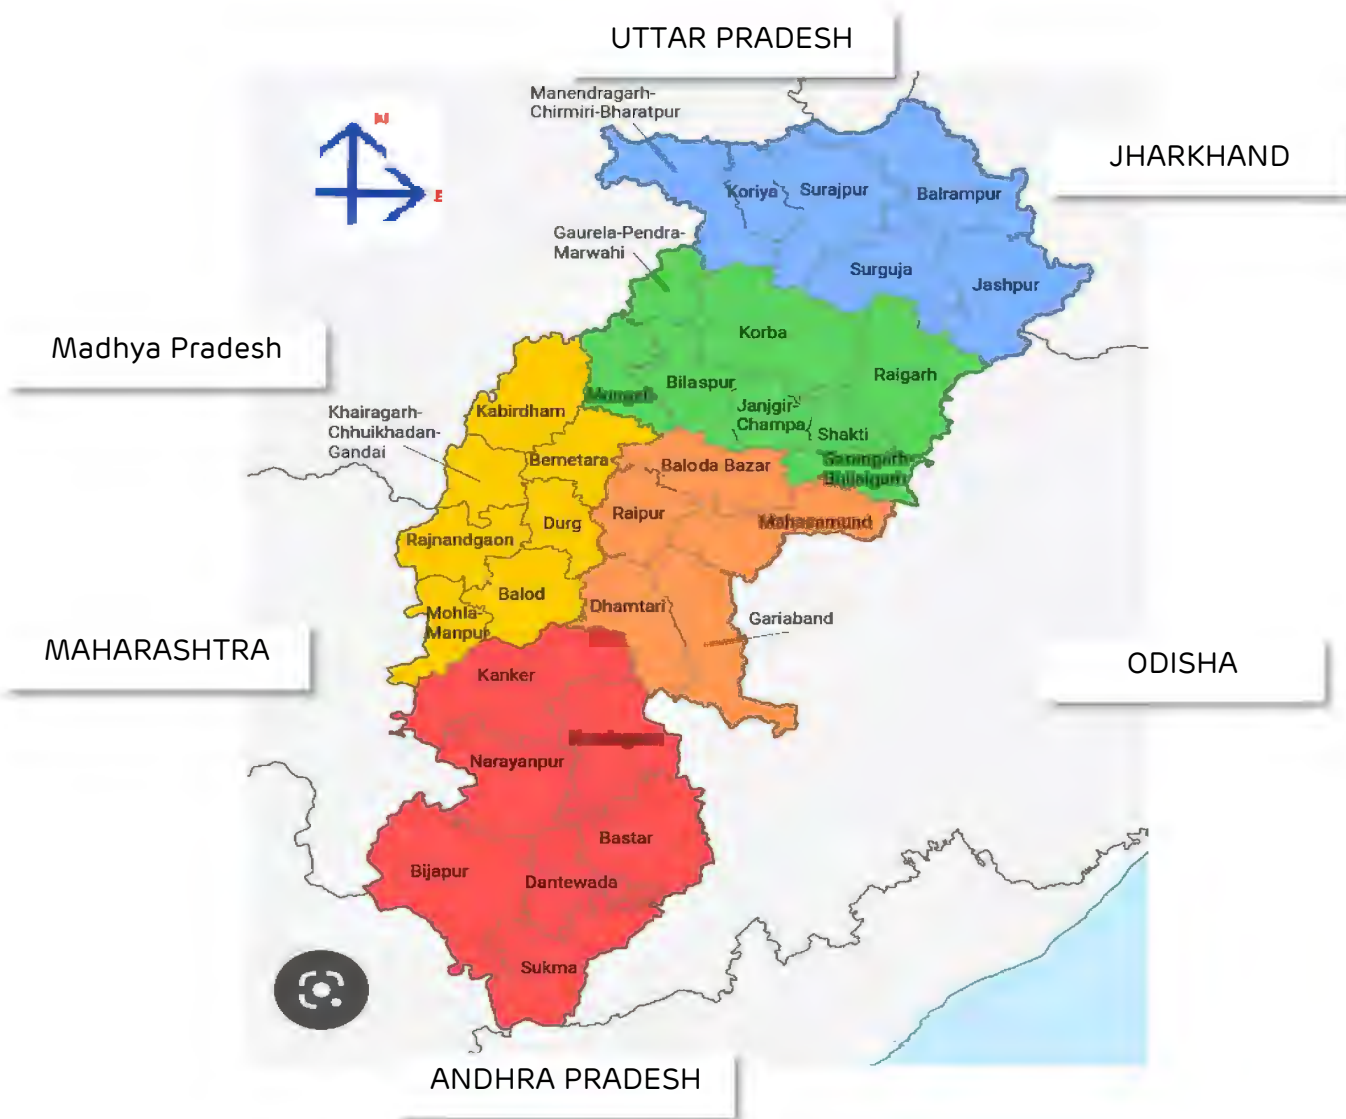 UTTAR PRADESH
Manendragarh-
Chirmiri-Bharatpur
N
JHARKHAND
E
Koriya
Surajpur
Balrampur
Gaurela-Pendra-
Marwahi
Surguja
Jashpur
Korba
Madhya Pradesh
Raigarh
Bilaspur
Mungeli
Kabirdham
Janjgir-
Champa
Khairagarh-
Chhuikhadan-
Gandai
Shakti
Bemetara
Baloda Bazar
Raipur
Durg
Mahasamund
Rajnandgaon
Balod
Dhamtari
Mohla-
Manpur
Gariaband
MAHARASHTRA
ODISHA
Kanker
Narayanpur
Bastar
Bijapur
Dantewada
Sukma
ANDHRA PRADESH